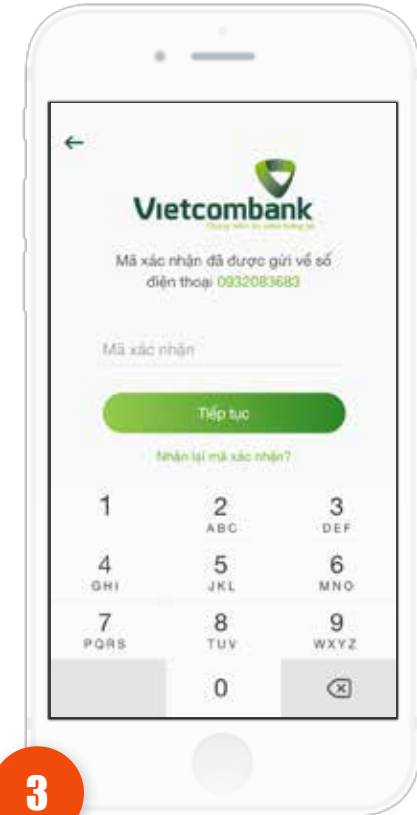 Vietcombank
Mã xác nhận đã được gửi về số
điện thoại 0932083683
Mã xác nhận
Tiếp tục
Nhận lại mã xác nhận?
1 2 3
ABC DEF
4 5 6
GHI JKL MNO
7 8 9
PQRS TUV WXYZ
0
3